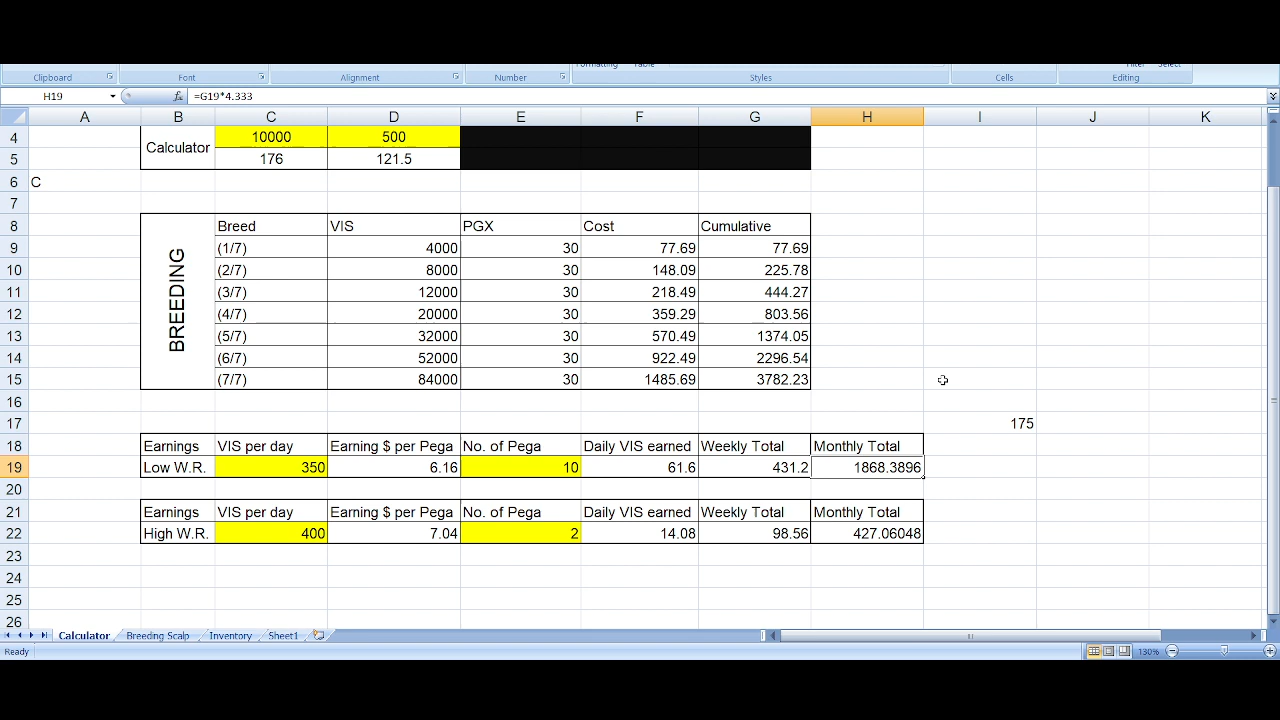 Formatting Table Filter Select
Clipboard Font Alignment Number Styles Cells Editing
H19 fx =G19*4.333
A B C D E F G H I J K
4 10000 500
Calculator
5 176 121.5
6 C
7
8 Breed VIS PGX Cost Cumulative
9 (1/7) 4000 30 77.69 77.69
10 (2/7) 8000 30 148.09 225.78
11 (3/7) 12000 30 218.49 444.27
BREEDING
12 (4/7) 20000 30 359.29 803.56
13 (5/7) 32000 30 570.49 1374.05
14 (6/7) 52000 30 922.49 2296.54
15 (7/7) 84000 30 1485.69 3782.23
16
17 175
18 Earnings VIS per day Earning $ per Pega No. of Pega Daily VIS earned Weekly Total Monthly Total
19 Low W.R. 350 6.16 10 61.6 431.2 1868.3896
20
21 Earnings VIS per day Earning $ per Pega No. of Pega Daily VIS earned Weekly Total Monthly Total
22 High W.R. 400 7.04 2 14.08 98.56 427.06048
23
24
25
26
Calculator Breeding Scalp Inventory Sheet1
Ready 130%